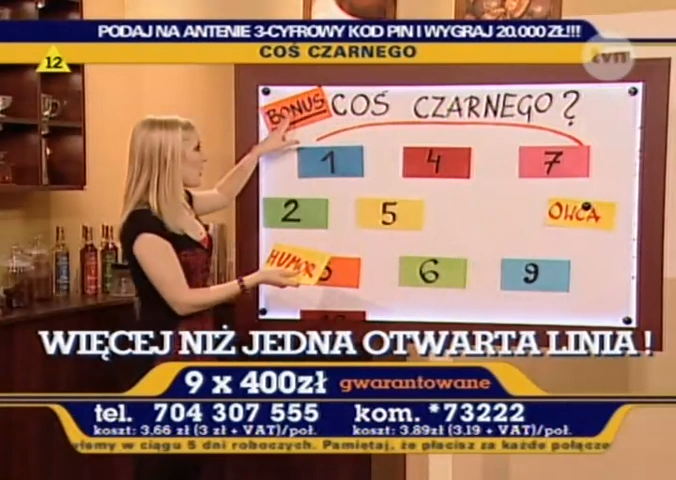 PODAJ NA ANTENIE 3-CYFROWY KOD PIN I WYGRAJ 20.000 ZŁ!!!
COŚ CZARNEGO
12
tvn
BONUS COŚ CZARNEGO?
1 4 7
2 5 OWCA
HUMOR 6 9
WIĘCEJ NIŻ JEDNA OTWARTA LINIA!
9 x 400zł gwarantowane
tel. 704 307 555 kom. *73222
koszt: 3.66 zł (3 zł + VAT)/poł. koszt: 3.89zł (3.19 + VAT)/poł.
w ciągu 5 dni roboczych. Pamiętaj, że płacisz za każde